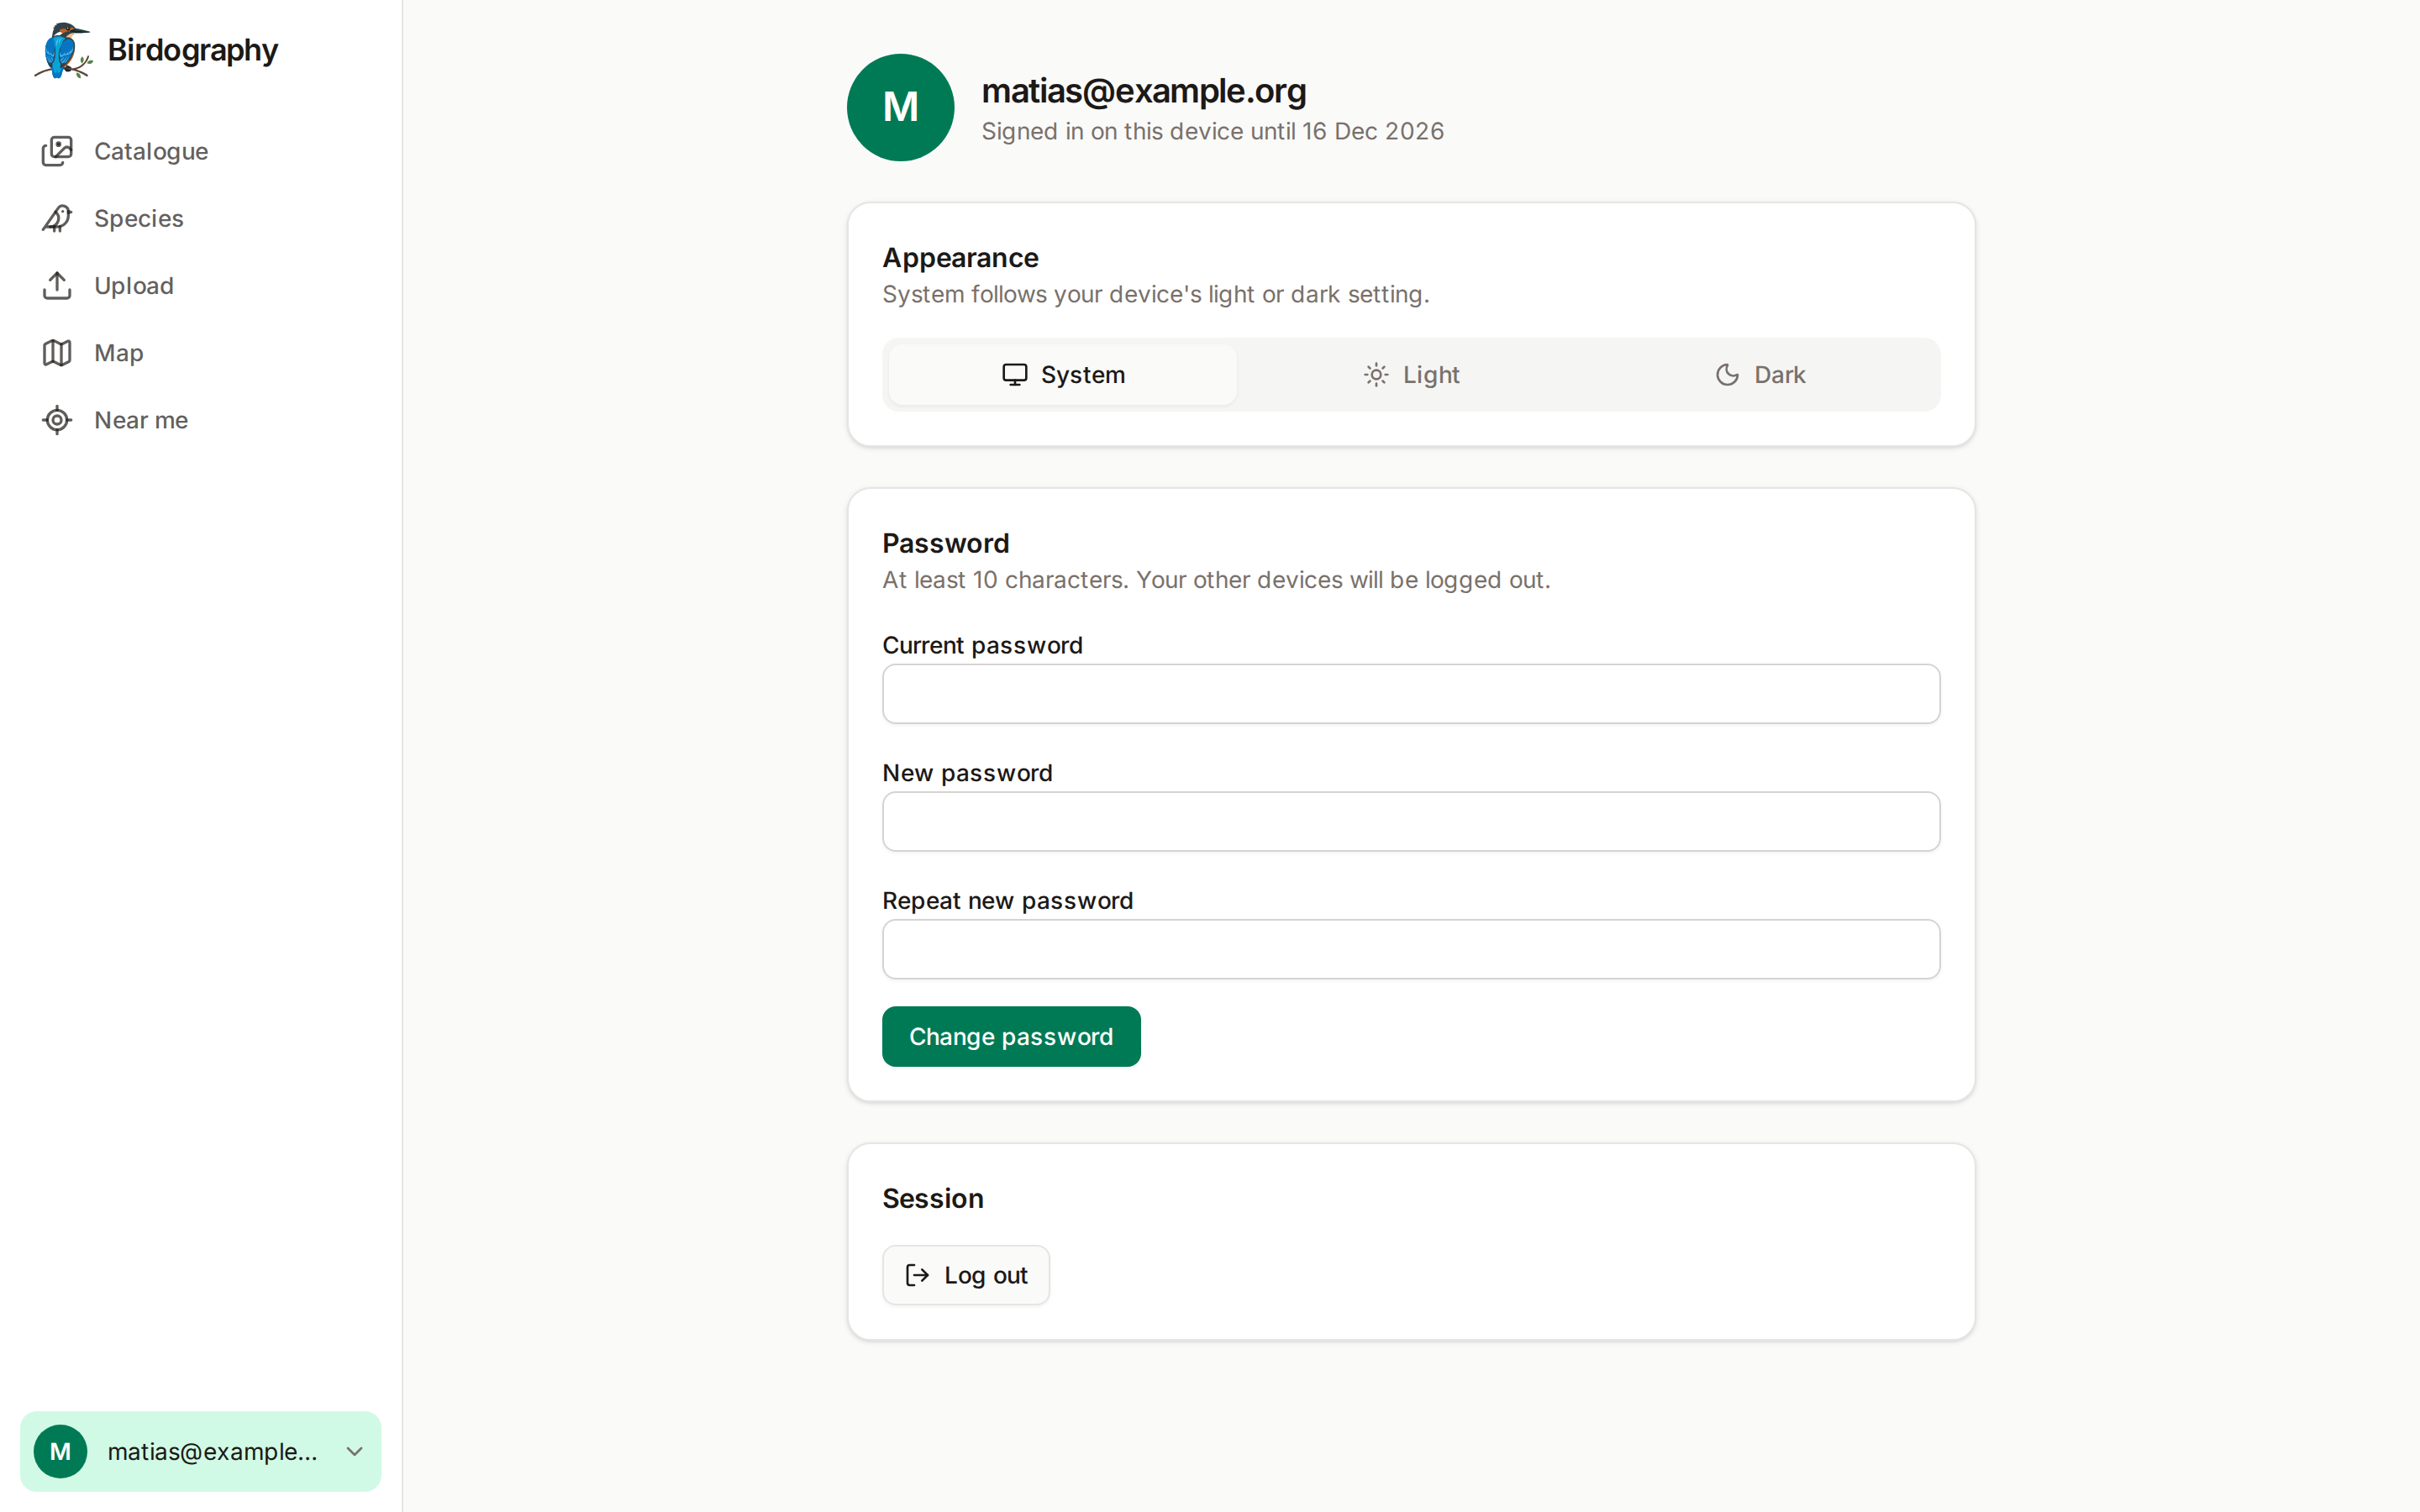 Birdography
Catalogue
Species
Upload
Map
Near me
M
matias@example...
M
matias@example.org
Signed in on this device until 16 Dec 2026
Appearance
System follows your device's light or dark setting.
System
Light
Dark
Password
At least 10 characters. Your other devices will be logged out.
Current password
New password
Repeat new password
Change password
Session
Log out